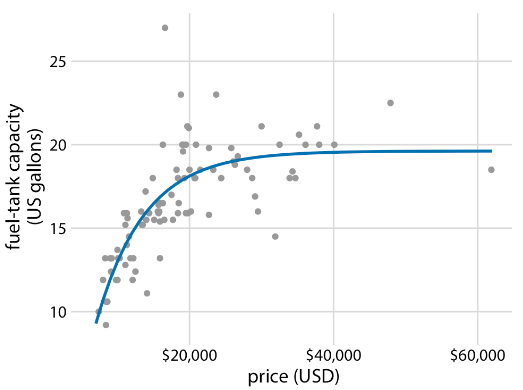 25
20
15
10
fuel-tank capacity
(US gallons)
$20,000
$40,000
$60,000
price (USD)